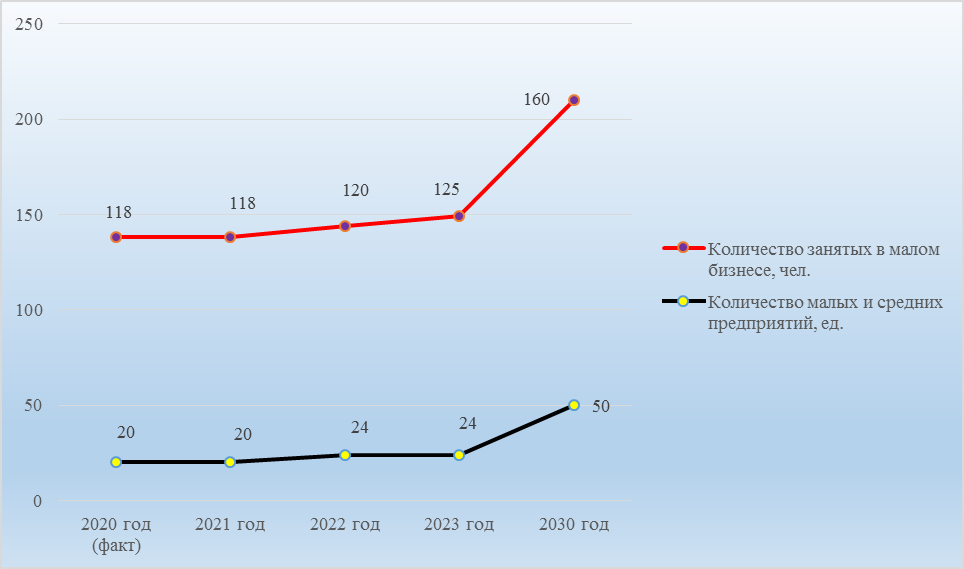 250
200
150
100
50
0
118
118
120
125
160
20
20
24
24
50
2020 год
(факт)
2021 год
2022 год
2023 год
2030 год
Количество занятых в малом
бизнесе, чел.
Количество малых и средних
предприятий, ед.